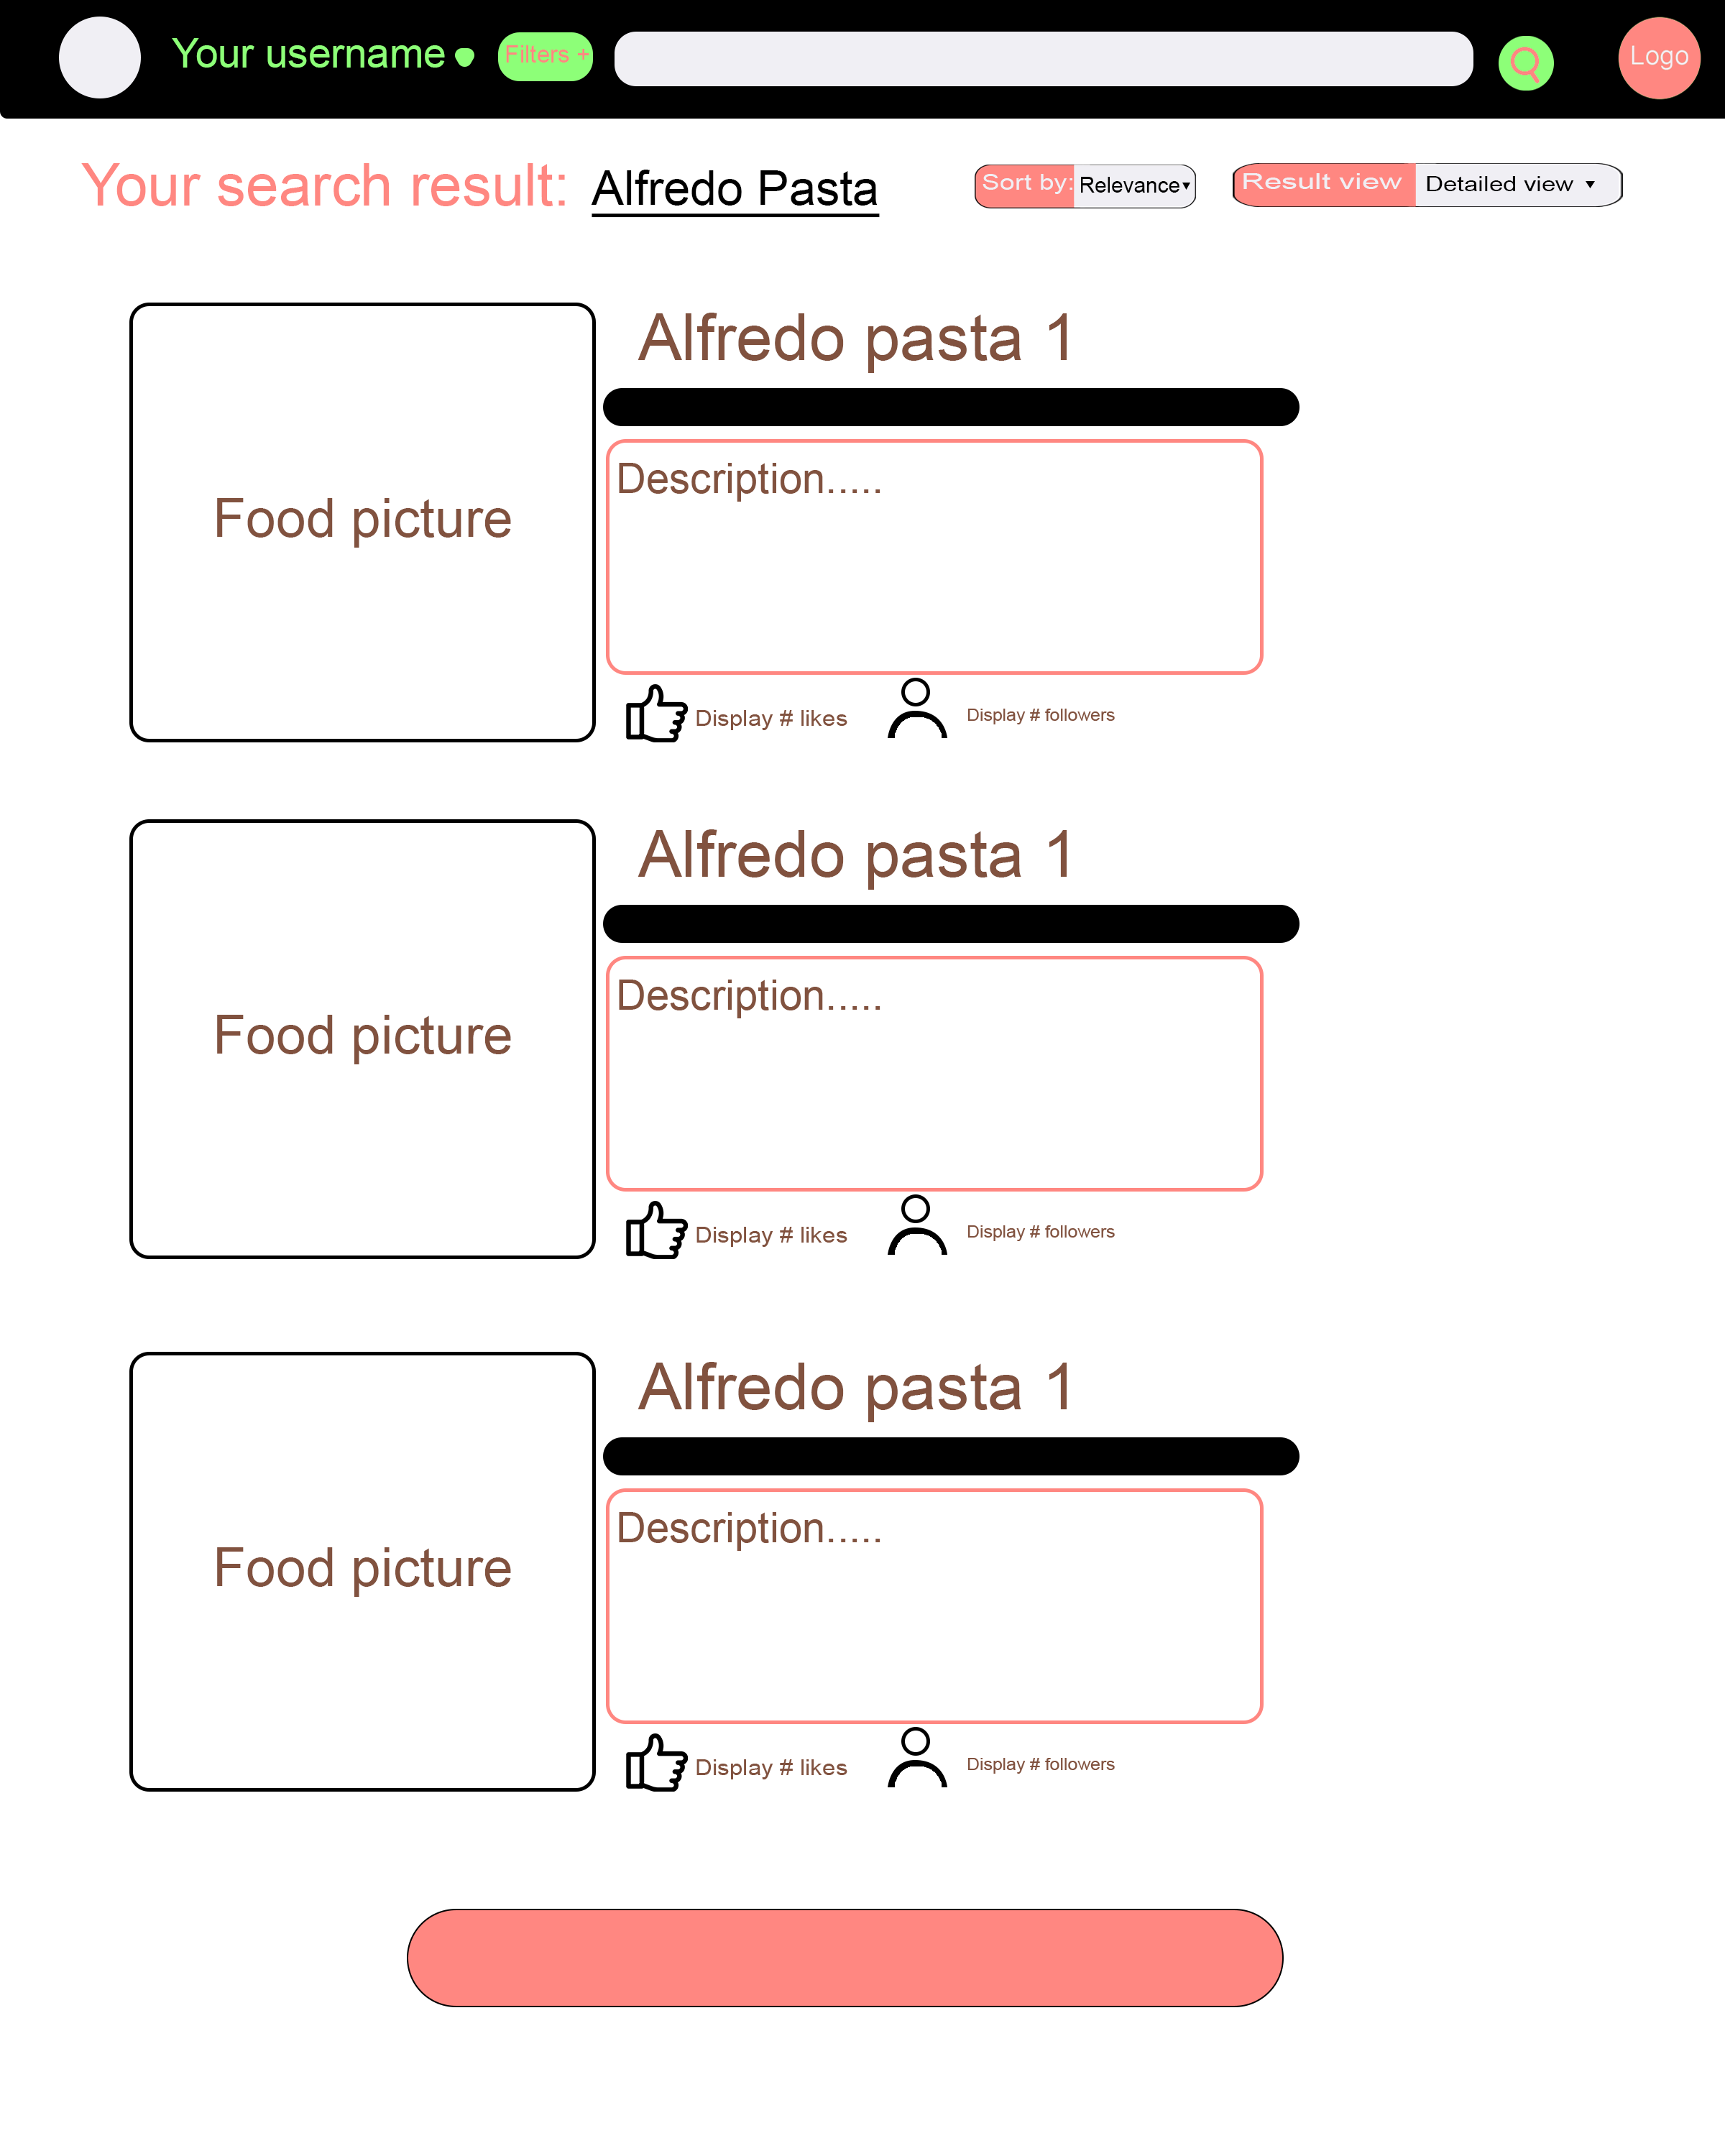 Your username
Filters +
Logo
Your search result: Alfredo Pasta
Sort by: Relevance▾
Result view Detailed view ▾
Alfredo pasta 1
Food picture
Description.....
Display # likes
Display # followers
Alfredo pasta 1
Food picture
Description.....
Display # likes
Display # followers
Alfredo pasta 1
Food picture
Description.....
Display # likes
Display # followers